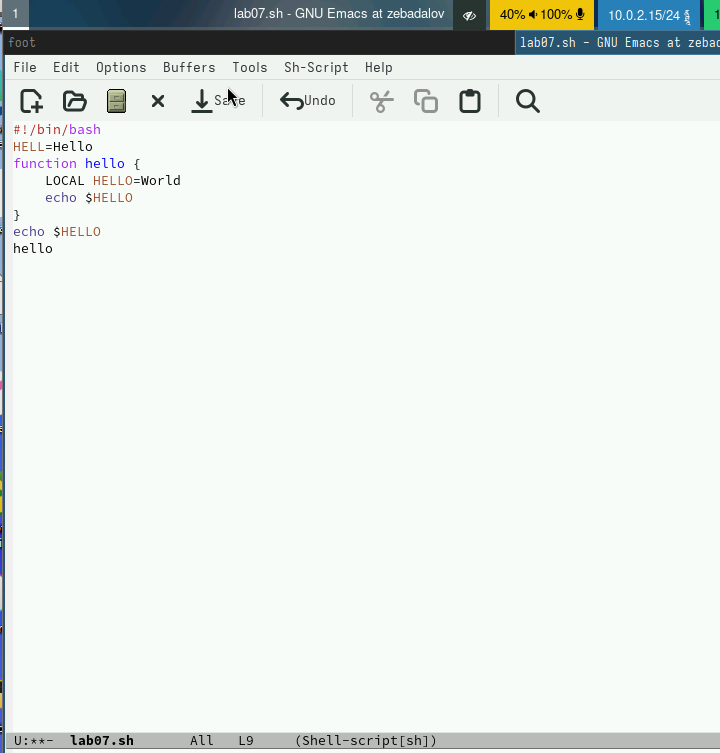 1 lab07.sh - GNU Emacs at zebadalov 40% 100% 10.0.2.15/24 1
foot lab07.sh - GNU Emacs at zebad
File Edit Options Buffers Tools Sh-Script Help
Save Undo
#!/bin/bash
HELL=Hello
function hello {
    LOCAL HELLO=World
    echo $HELLO
}
echo $HELLO
hello
U:**- lab07.sh All L9 (Shell-script[sh])